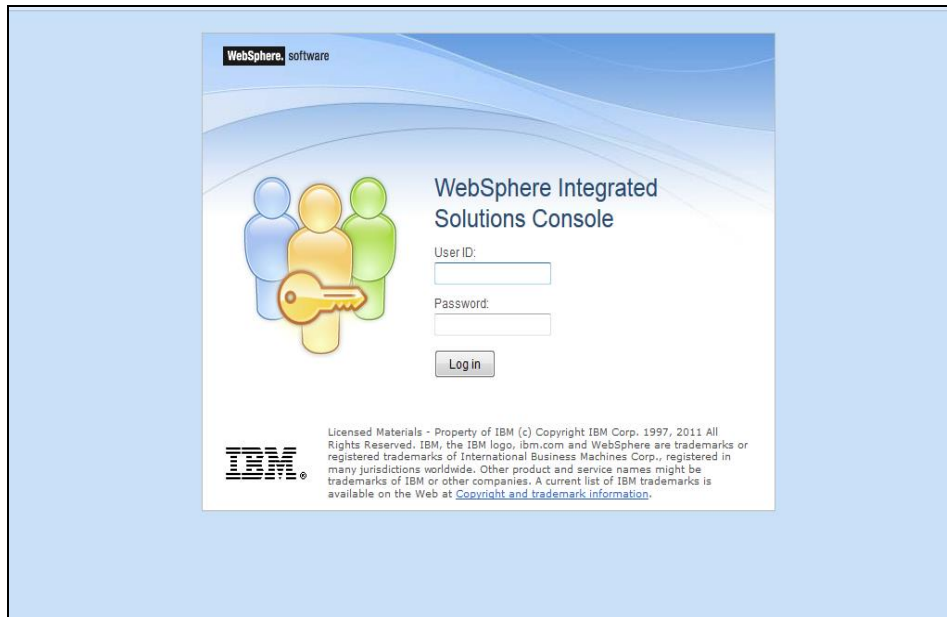 WebSphere. software
WebSphere Integrated
Solutions Console
User ID:
Password:
Log in
Licensed Materials - Property of IBM (c) Copyright IBM Corp. 1997, 2011 All
Rights Reserved. IBM, the IBM logo, ibm.com and WebSphere are trademarks or
registered trademarks of International Business Machines Corp., registered in
many jurisdictions worldwide. Other product and service names might be
trademarks of IBM or other companies. A current list of IBM trademarks is
available on the Web at Copyright and trademark information.
IBM®